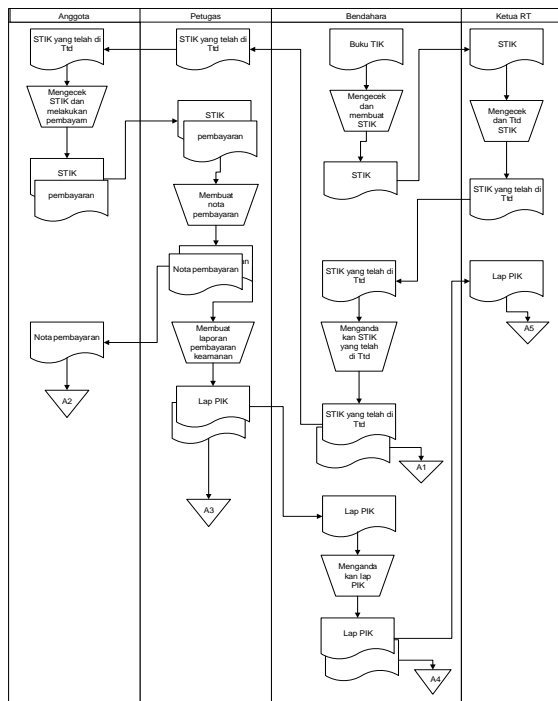 Anggota
Petugas
Bendahara
Ketua RT
STIK yang telah di
Ttd
STIK yang telah di
Ttd
Buku TIK
STIK
Mengecek
STIK dan
melakukan
pembayarn
STIK
pembayaran
Mengecek
dan
membuat
STIK
Mengecek
dan Ttd
STIK
STIK
pembayaran
STIK
STIK yang telah di
Ttd
Membuat
nota
pembayaran
Nota pembayaran
an
STIK yang telah di
Ttd
Lap PIK
A5
Nota pembayaran
A2
Membuat
laporan
pembayaran
keamanan
Menganda
kan STIK
yang telah
di Ttd
Lap PIK
A3
STIK yang telah di
Ttd
A1
Lap PIK
Menganda
kan lap
PIK
Lap PIK
A4